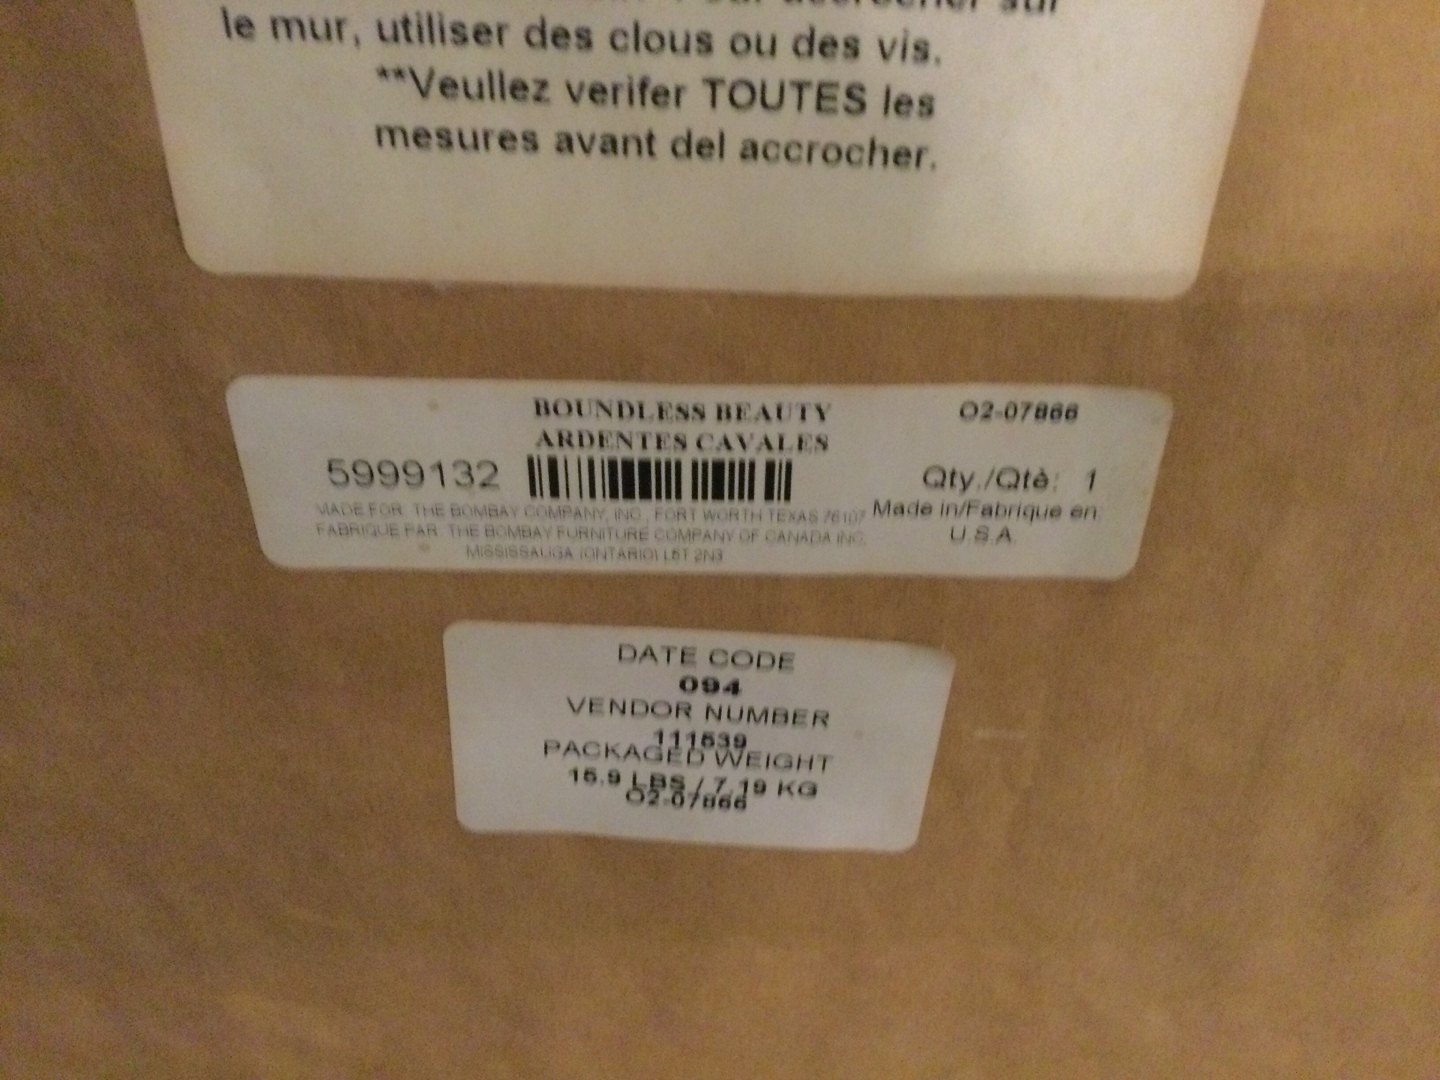 accrocher sur
le mur, utiliser des clous ou des vis.
**Veullez verifer TOUTES les
mesures avant del accrocher.
BOUNDLESS BEAUTY
ARDENTES CAVALES
O2-07866
5999132
Qty./Qtè: 1
MADE FOR THE BOMBAY COMPANY, INC., FORT WORTH TEXAS 76107
FABRIQUE PAR THE BOMBAY FURNITURE COMPANY OF CANADA INC.
MISSISSAUGA (ONTARIO) L5T 2N3
Made in/Fabrique en:
U.S.A.
DATE CODE
094
VENDOR NUMBER
111539
PACKAGED WEIGHT
15.9 LBS / 7.19 KG
O2-07866